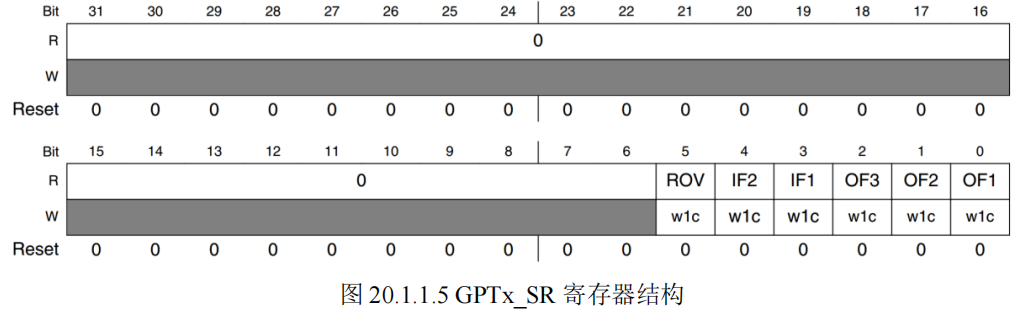 Bit 31 30 29 28 27 26 25 24 23 22 21 20 19 18 17 16
R 0
W
Reset 0 0 0 0 0 0 0 0 0 0 0 0 0 0 0 0
Bit 15 14 13 12 11 10 9 8 7 6 5 4 3 2 1 0
R 0 ROV IF2 IF1 OF3 OF2 OF1
W w1c w1c w1c w1c w1c w1c
Reset 0 0 0 0 0 0 0 0 0 0 0 0 0 0 0 0
图 20.1.1.5 GPTx_SR 寄存器结构